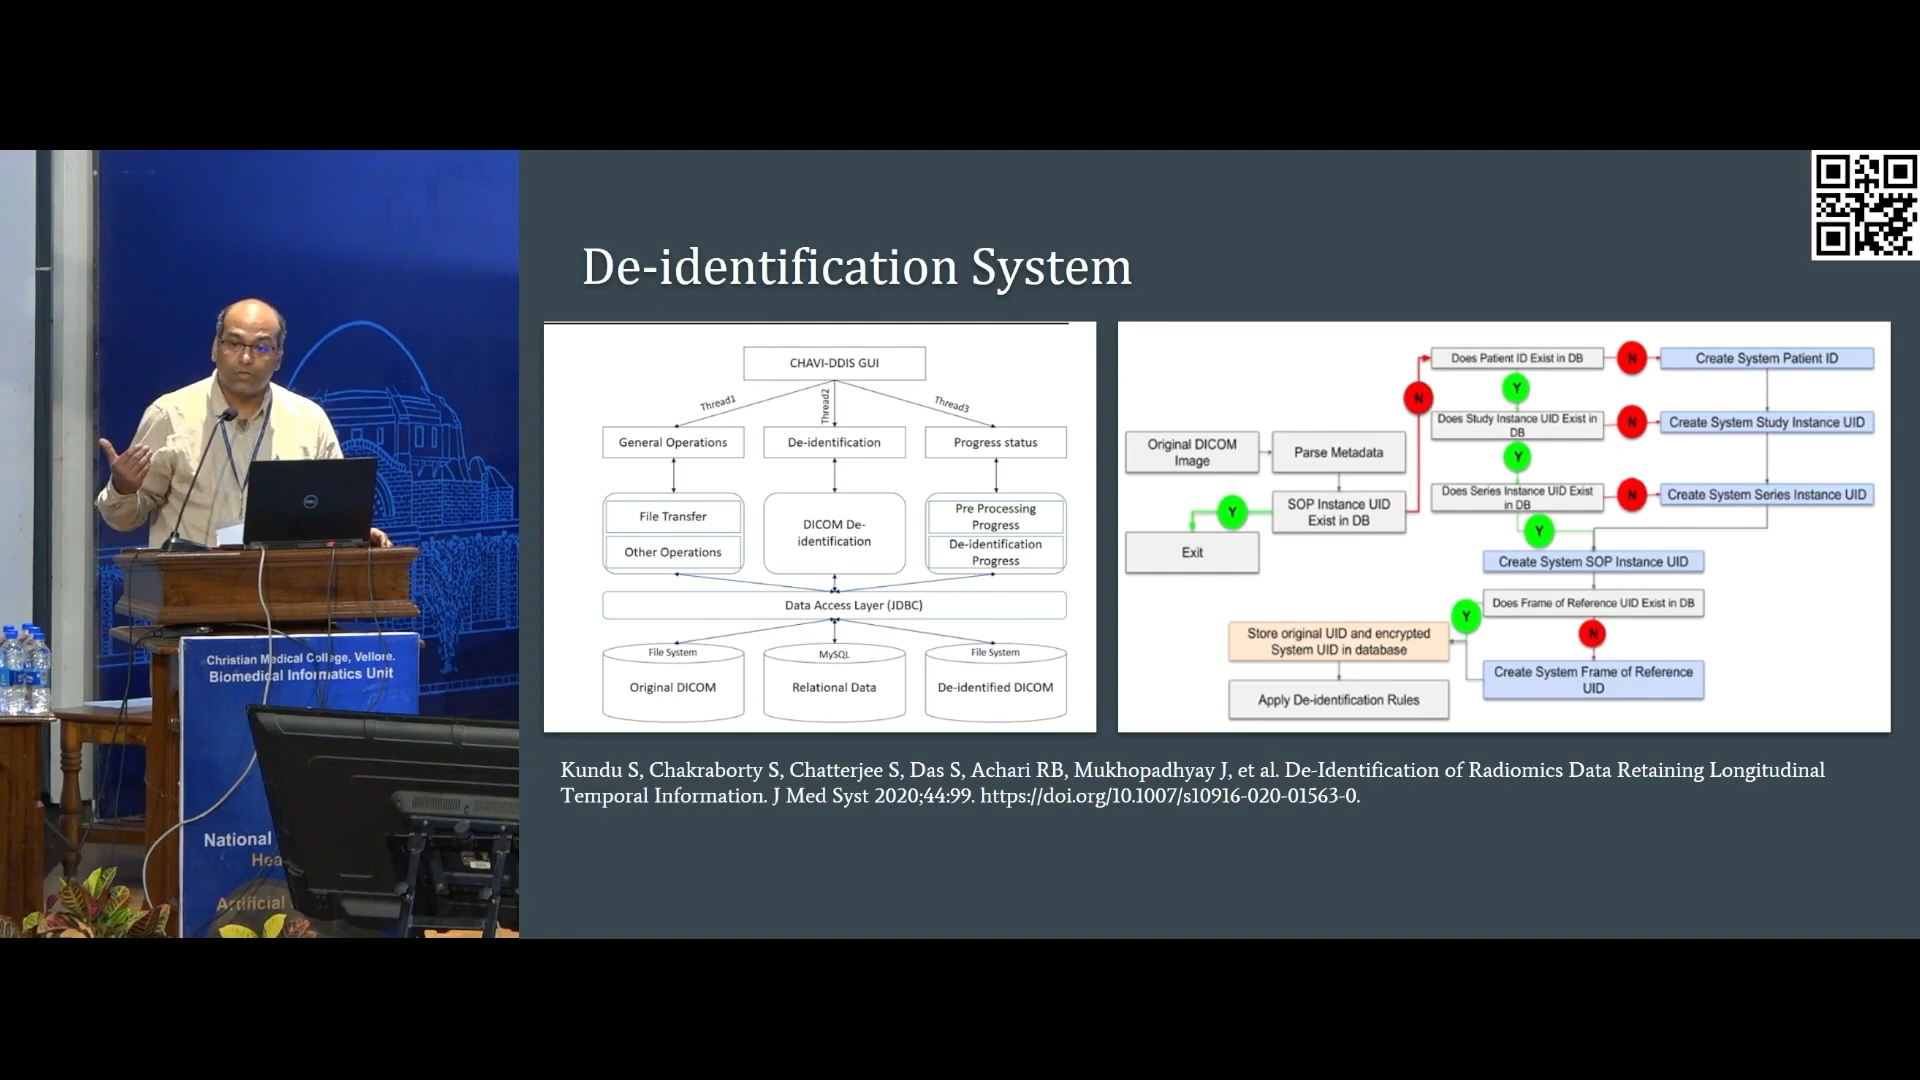 De-identification System
CHAVI-DDIS GUI
Thread1
Thread2
Thread3
General Operations
De-identification
Progress status
File Transfer
Other Operations
DICOM De-
identification
Pre Processing
Progress
De-identification
Progress
Data Access Layer (JDBC)
File System
Original DICOM
MySQL
Relational Data
File System
De-identified DICOM
Original DICOM
Image
Parse Metadata
SOP Instance UID
Exist in DB
Y
Exit
N
Does Patient ID Exist in DB
N
Create System Patient ID
Y
Does Study Instance UID Exist in
DB
N
Create System Study Instance UID
Y
Does Series Instance UID Exist
in DB
N
Create System Series Instance UID
Y
Create System SOP Instance UID
Does Frame of Reference UID Exist in DB
Y
N
Create System Frame of Reference
UID
Store original UID and encrypted
System UID in database
Apply De-identification Rules
Kundu S, Chakraborty S, Chatterjee S, Das S, Achari RB, Mukhopadhyay J, et al. De-Identification of Radiomics Data Retaining Longitudinal
Temporal Information. J Med Syst 2020;44:99. https://doi.org/10.1007/s10916-020-01563-0.
DELL
Christian Medical College, Vellore.
Biomedical Informatics Unit
National
Artificial